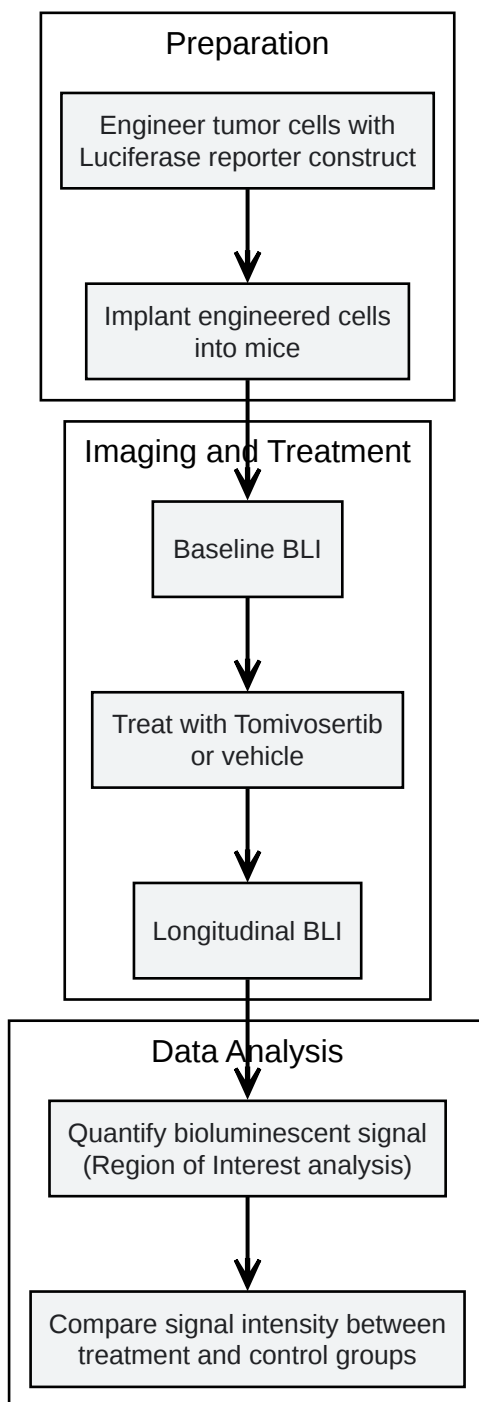 Preparation
Engineer tumor cells with
Luciferase reporter construct
Implant engineered cells
into mice
Imaging and Treatment
Baseline BLI
Treat with Tomivosertib
or vehicle
Longitudinal BLI
Data Analysis
Quantify bioluminescent signal
(Region of Interest analysis)
Compare signal intensity between
treatment and control groups